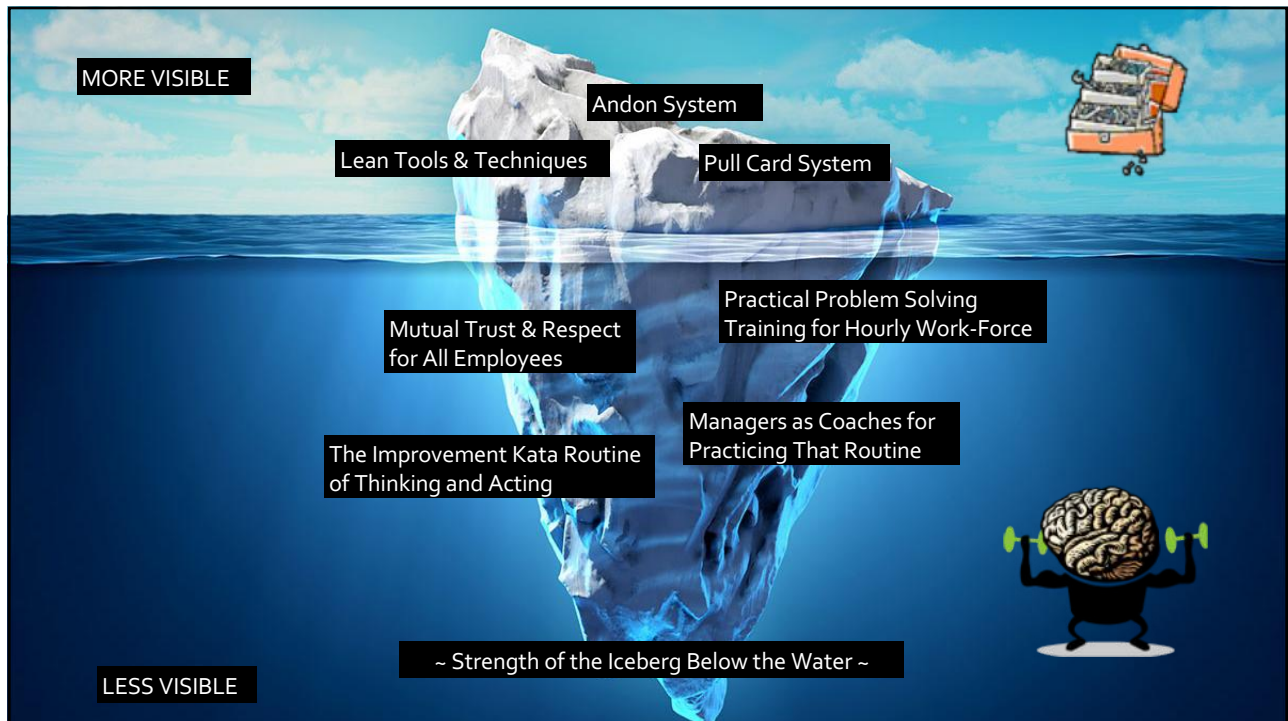 MORE VISIBLE
Andon System
Lean Tools & Techniques
Pull Card System
Practical Problem Solving
Training for Hourly Work-Force
Mutual Trust & Respect
for All Employees
Managers as Coaches for
Practicing That Routine
The Improvement Kata Routine
of Thinking and Acting
~ Strength of the Iceberg Below the Water ~
LESS VISIBLE